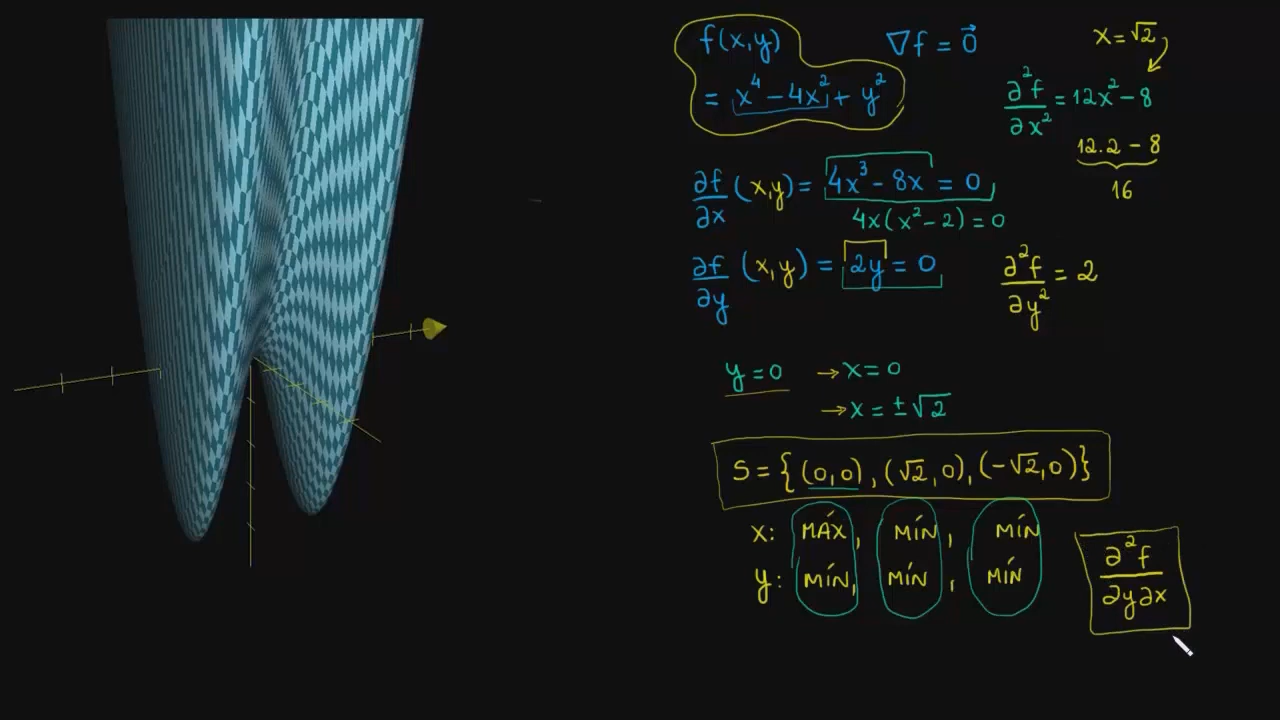 f(x,y)
= x⁴ − 4x² + y²
∇f = 0⃗
x = √2
∂²f/∂x² = 12x² − 8
12.2 − 8
16
∂f/∂x (x,y) = 4x³ − 8x = 0
4x(x² − 2) = 0
∂f/∂y (x,y) = 2y = 0
∂²f/∂y² = 2
y = 0 → x = 0
→ x = ±√2
S = {(0,0), (√2,0), (−√2,0)}
x: MÁX, MÍN, MÍN
y: MÍN, MÍN, MÍN
∂²f/∂y∂x